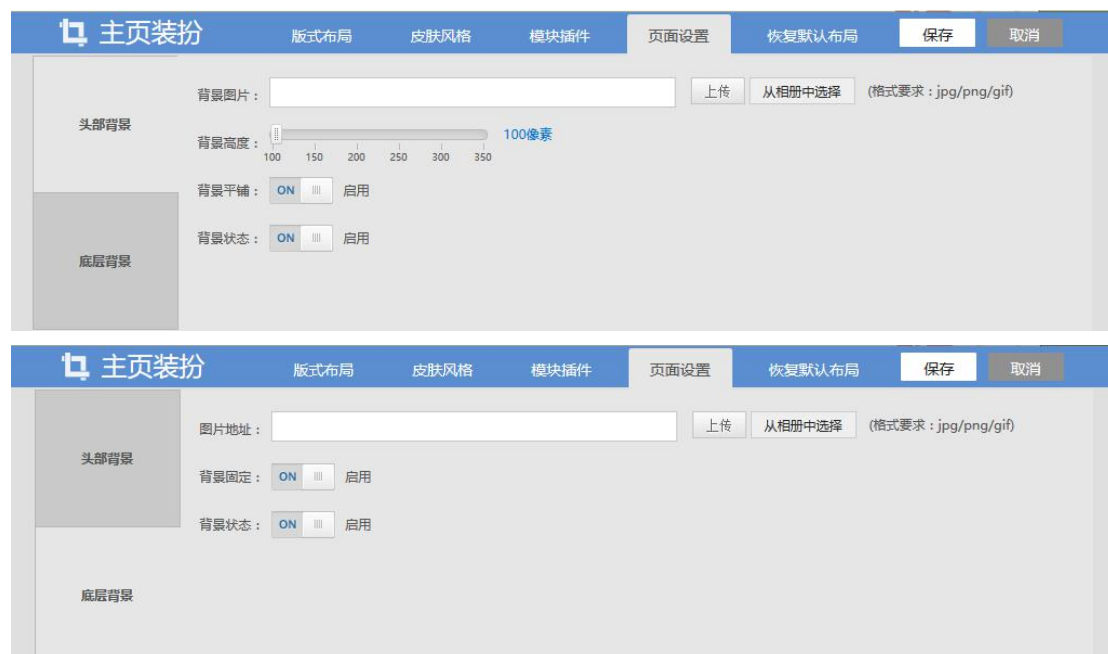 主页装扮 版式布局 皮肤风格 模块插件 页面设置 恢复默认布局 保存 取消
背景图片： 上传 从相册中选择 (格式要求：jpg/png/gif)
头部背景
背景高度： 100像素
100 150 200 250 300 350
背景平铺： ON 启用
背景状态： ON 启用
底层背景
主页装扮 版式布局 皮肤风格 模块插件 页面设置 恢复默认布局 保存 取消
图片地址： 上传 从相册中选择 (格式要求：jpg/png/gif)
头部背景
背景固定： ON 启用
背景状态： ON 启用
底层背景